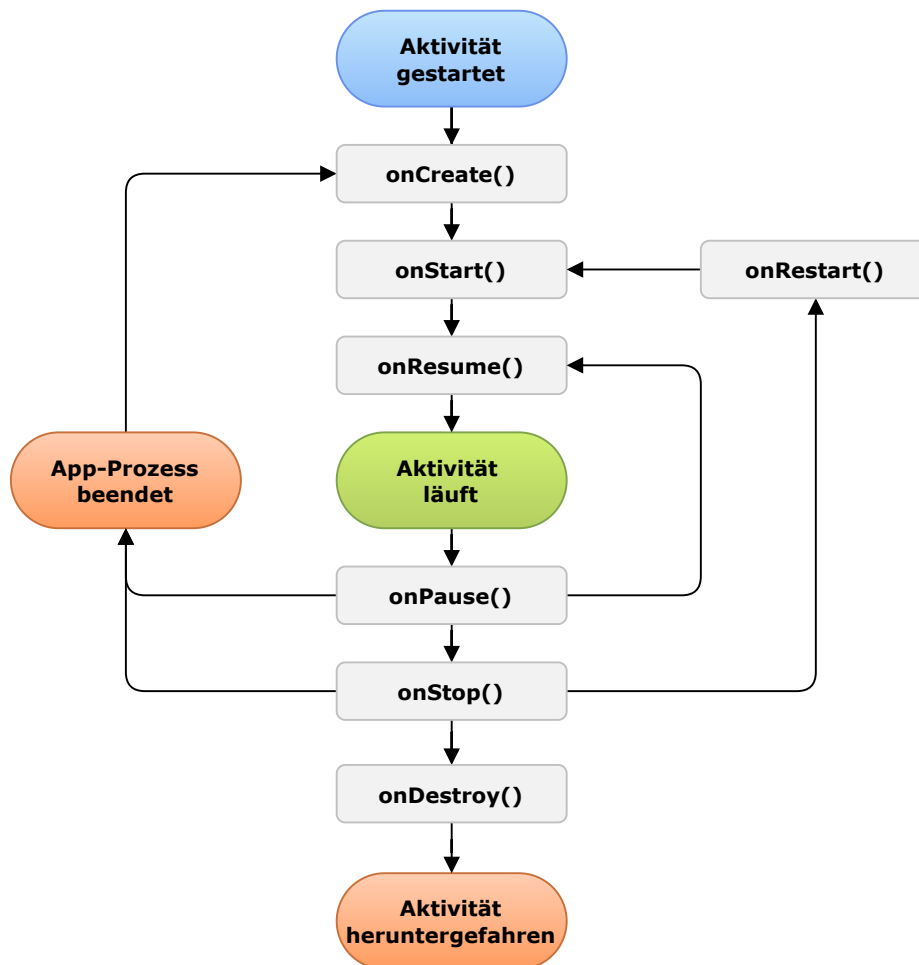 Aktivität
gestartet
onCreate()
onStart()
onRestart()
onResume()
App-Prozess
beendet
Aktivität
läuft
onPause()
onStop()
onDestroy()
Aktivität
heruntergefahren